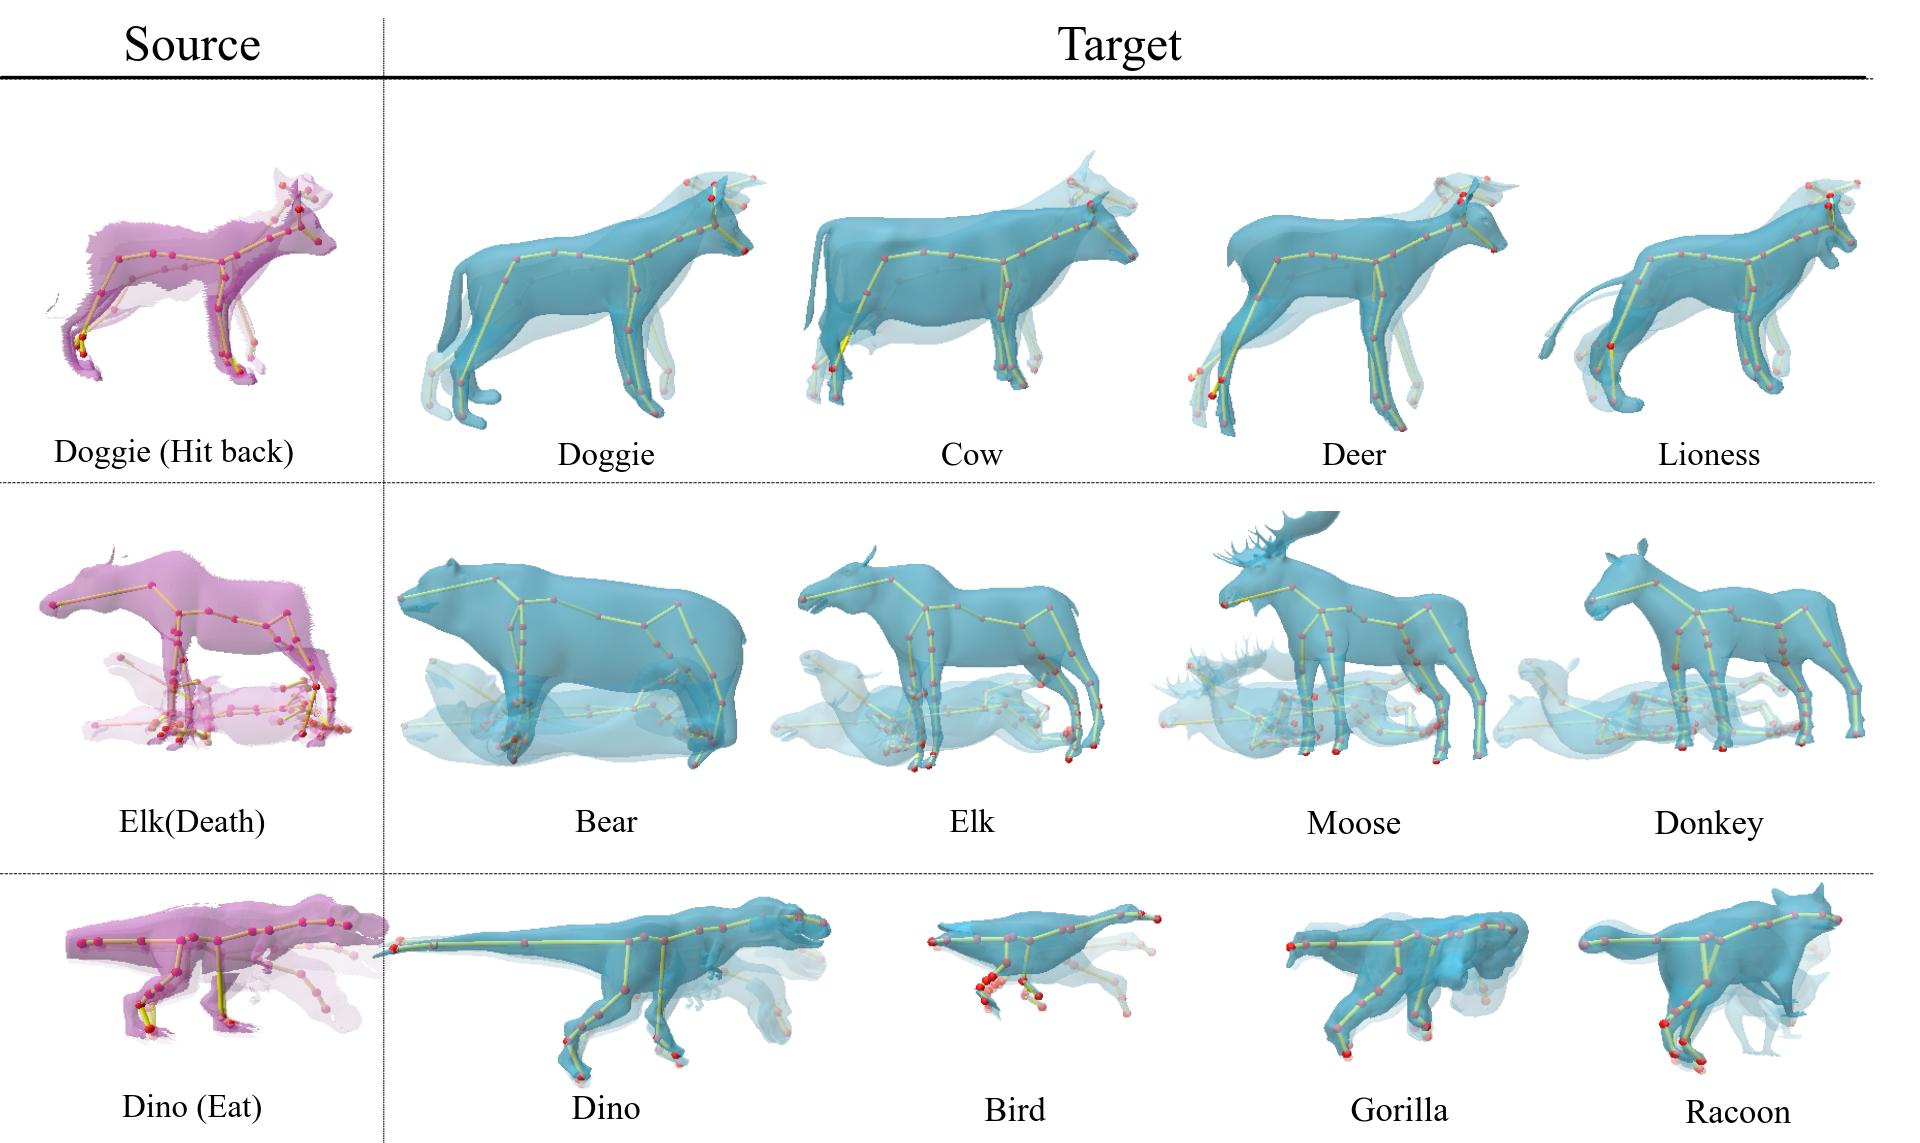 Source
Target
Doggie (Hit back)
Doggie
Cow
Deer
Lioness
Elk(Death)
Bear
Elk
Moose
Donkey
Dino (Eat)
Dino
Bird
Gorilla
Racoon